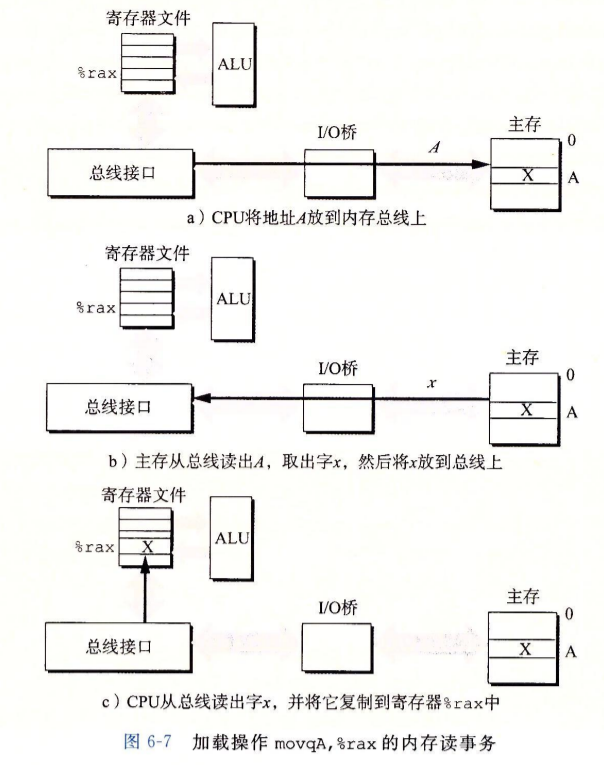 寄存器文件
%rax
ALU
I/O桥
主存
0
A
X
A
总线接口
a）CPU将地址A放到内存总线上
寄存器文件
%rax
ALU
I/O桥
主存
0
x
X
A
总线接口
b）主存从总线读出A，取出字x，然后将x放到总线上
寄存器文件
%rax
X
ALU
I/O桥
主存
0
X
A
总线接口
c）CPU从总线读出字x，并将它复制到寄存器%rax中
图 6-7 加载操作 movqA,%rax 的内存读事务